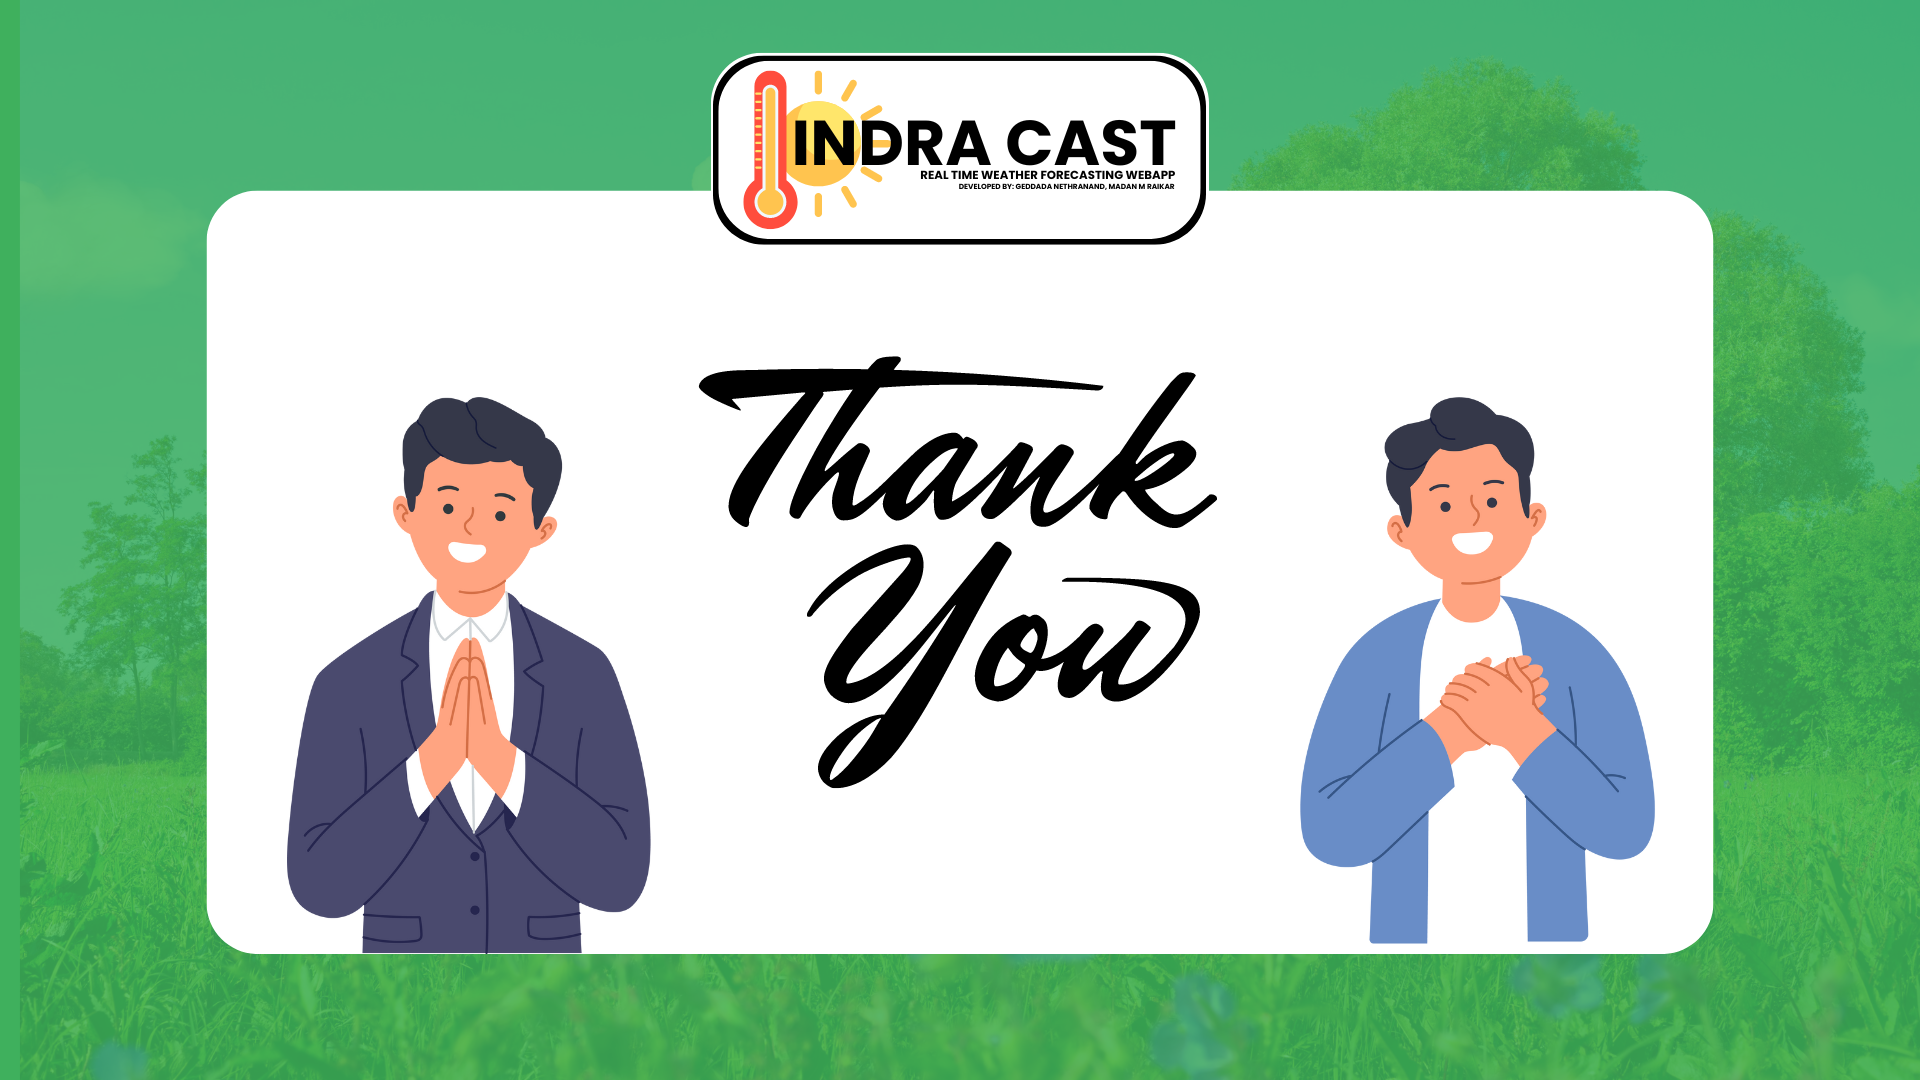 INDRA CAST
REAL TIME WEATHER FORECASTING WEBAPP
DEVELOPED BY: GEDDADA NETHRANAND, MADAN M RAIKAR
Thank
You